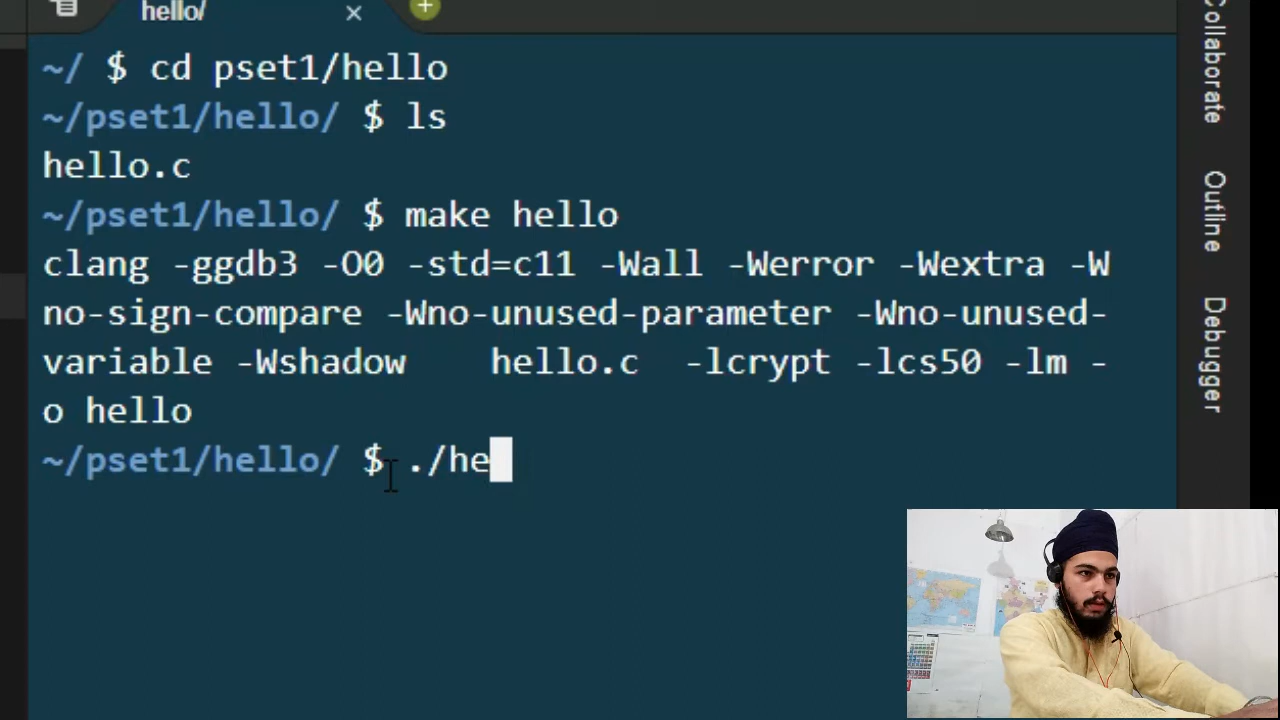 hello/
~/ $ cd pset1/hello
~/pset1/hello/ $ ls
hello.c
~/pset1/hello/ $ make hello
clang -ggdb3 -O0 -std=c11 -Wall -Werror -Wextra -W
no-sign-compare -Wno-unused-parameter -Wno-unused-
variable -Wshadow    hello.c  -lcrypt -lcs50 -lm -
o hello
~/pset1/hello/ $ ./he
Collaborate
Outline
Debugger